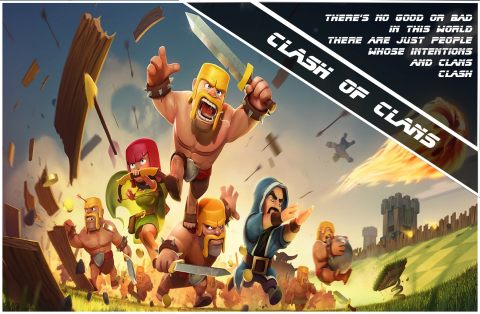 THERE'S NO GOOD OR BAD
IN THIS WORLD
THERE ARE JUST PEOPLE
WHOSE INTENTIONS
AND CLANS
CLASH
CLASH OF CLANS